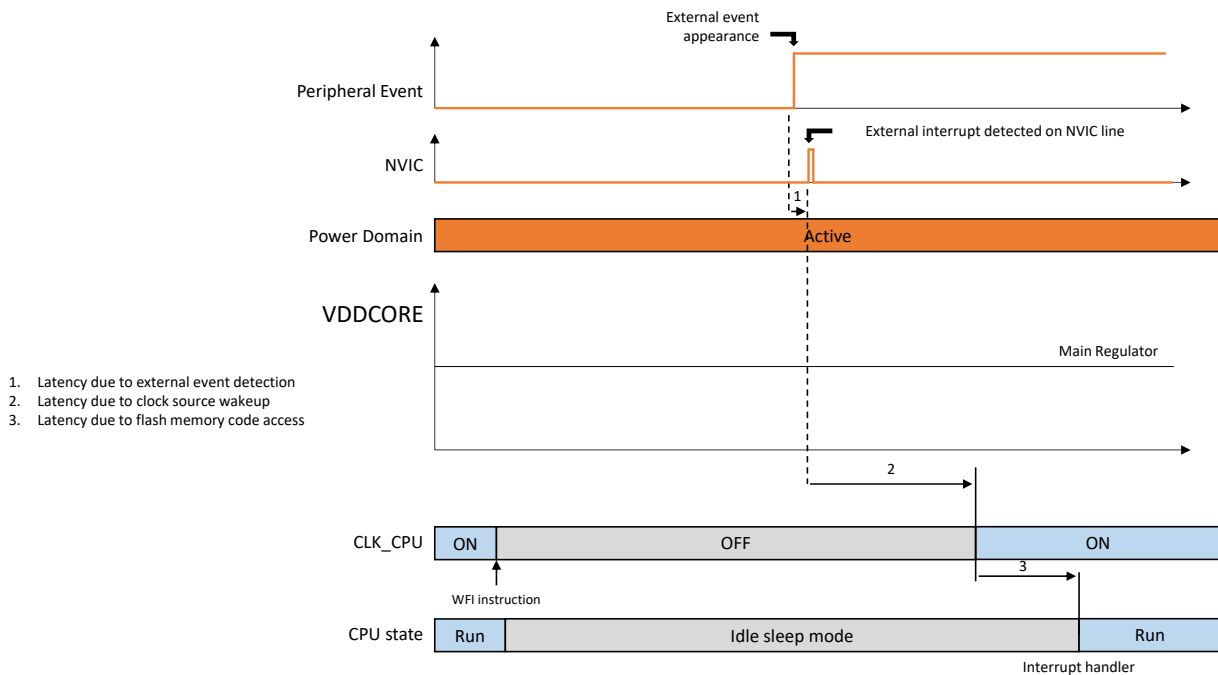 External event
appearance
Peripheral Event
External interrupt detected on NVIC line
NVIC
1
Power Domain
Active
VDDCORE
Main Regulator
1. Latency due to external event detection
2. Latency due to clock source wakeup
3. Latency due to flash memory code access
2
CLK_CPU
ON
OFF
ON
3
WFI instruction
CPU state
Run
Idle sleep mode
Run
Interrupt handler